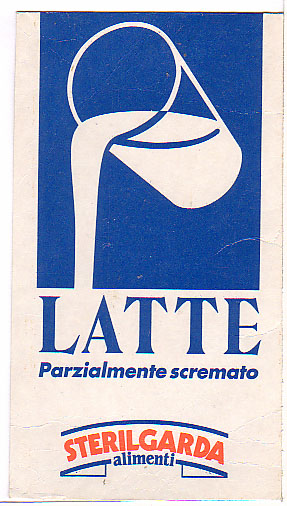 LATTE
Parzialmente scremato
STERILGARDA
alimenti